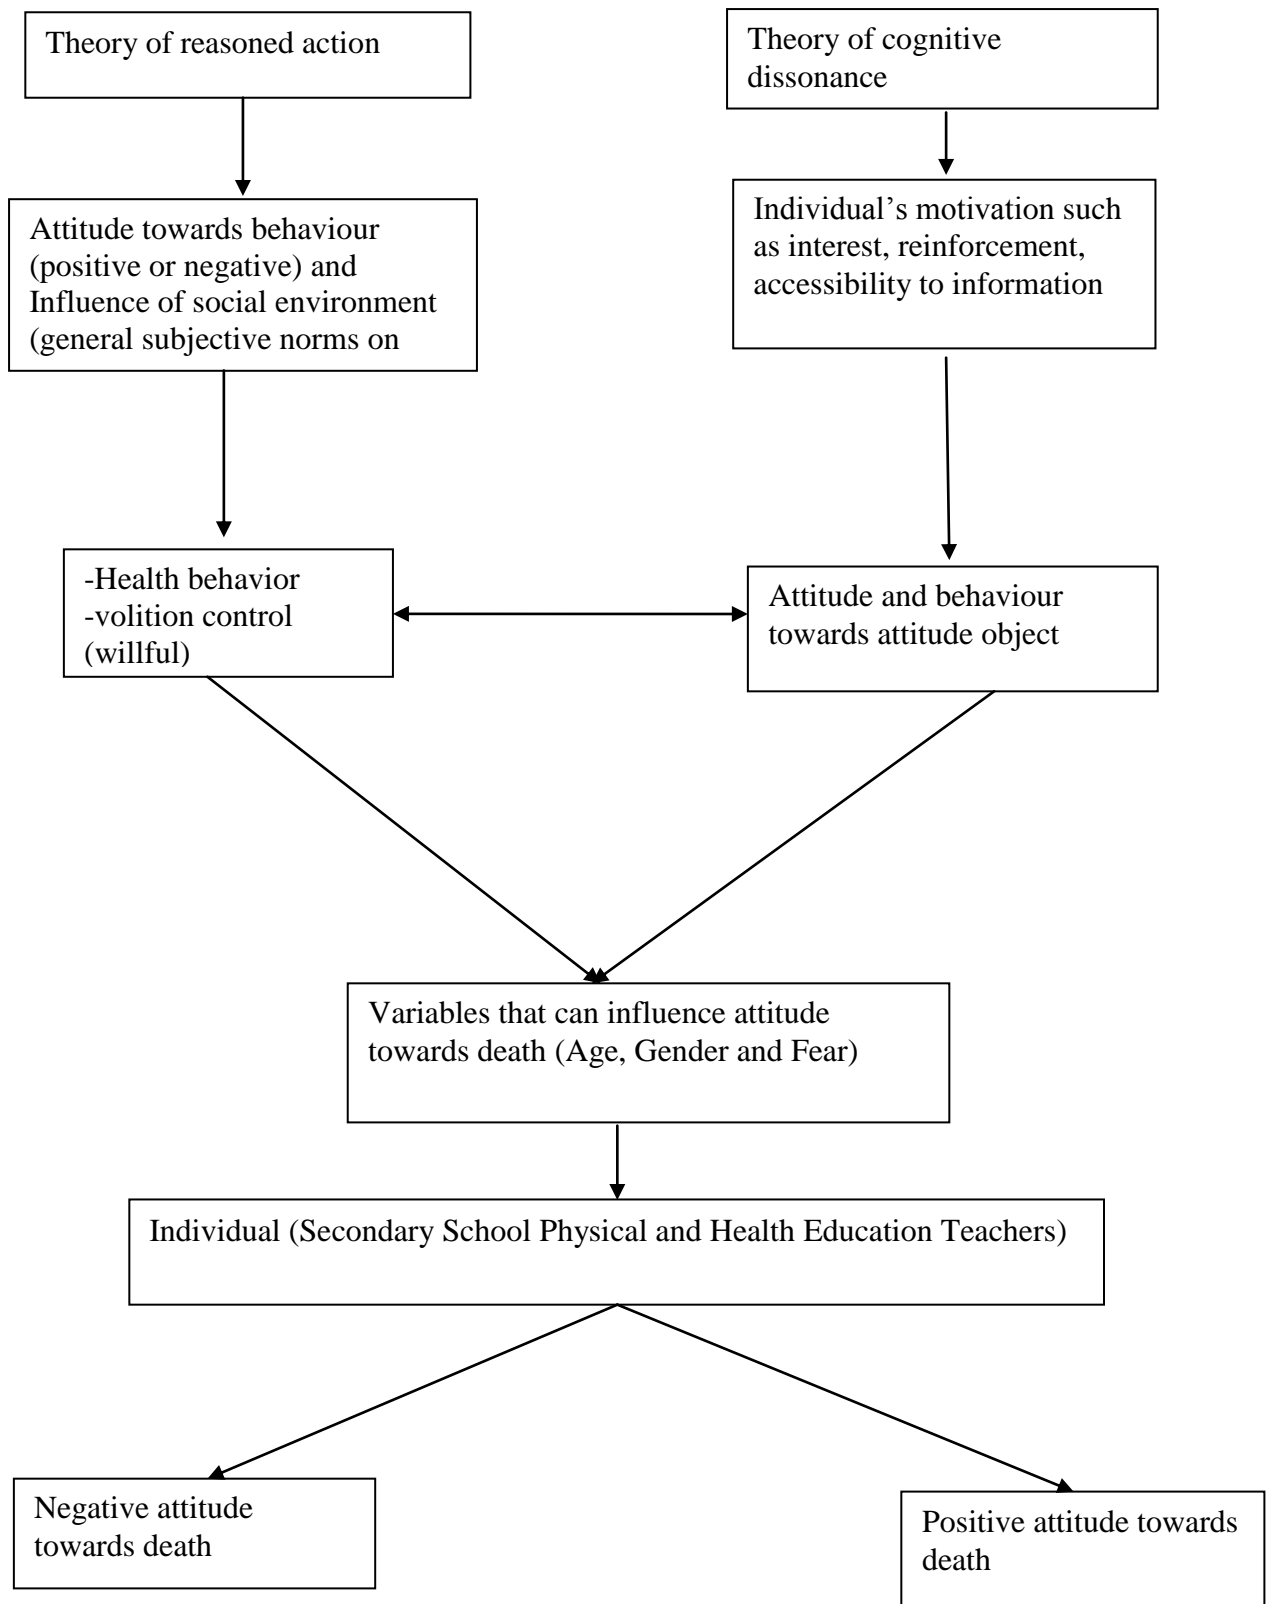 Theory of reasoned action
Theory of cognitive
dissonance
Attitude towards behaviour
(positive or negative) and
Influence of social environment
(general subjective norms on
Individual’s motivation such
as interest, reinforcement,
accessibility to information
-Health behavior
-volition control
(willful)
Attitude and behaviour
towards attitude object
Variables that can influence attitude
towards death (Age, Gender and Fear)
Individual (Secondary School Physical and Health Education Teachers)
Negative attitude
towards death
Positive attitude towards
death